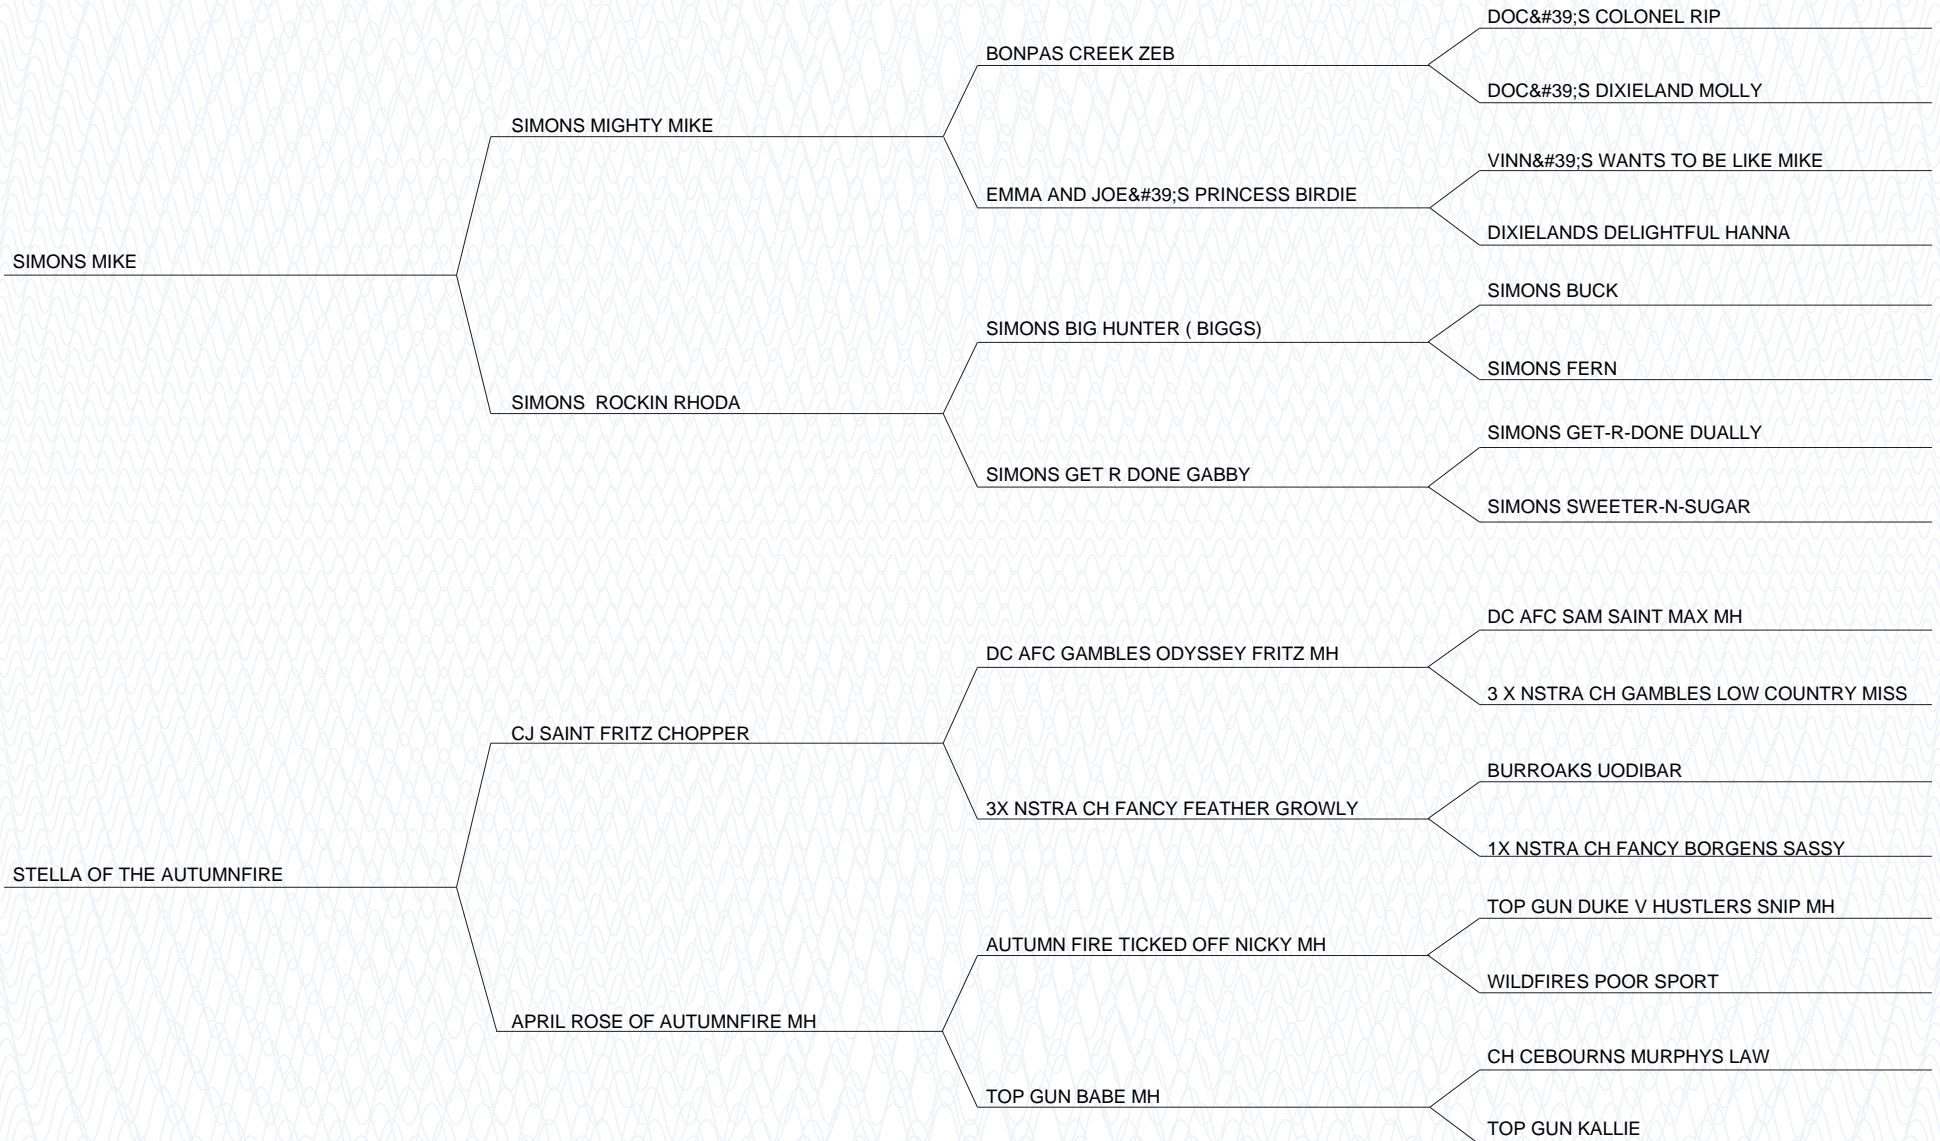 DOC&#39;S COLONEL RIP
BONPAS CREEK ZEB
DOC&#39;S DIXIELAND MOLLY
SIMONS MIGHTY MIKE
VINN&#39;S WANTS TO BE LIKE MIKE
EMMA AND JOE&#39;S PRINCESS BIRDIE
DIXIELANDS DELIGHTFUL HANNA
SIMONS MIKE
SIMONS BUCK
SIMONS BIG HUNTER ( BIGGS)
SIMONS FERN
SIMONS  ROCKIN RHODA
SIMONS GET-R-DONE DUALLY
SIMONS GET R DONE GABBY
SIMONS SWEETER-N-SUGAR
DC AFC SAM SAINT MAX MH
DC AFC GAMBLES ODYSSEY FRITZ MH
3 X NSTRA CH GAMBLES LOW COUNTRY MISS
CJ SAINT FRITZ CHOPPER
BURROAKS UODIBAR
3X NSTRA CH FANCY FEATHER GROWLY
1X NSTRA CH FANCY BORGENS SASSY
STELLA OF THE AUTUMNFIRE
TOP GUN DUKE V HUSTLERS SNIP MH
AUTUMN FIRE TICKED OFF NICKY MH
WILDFIRES POOR SPORT
APRIL ROSE OF AUTUMNFIRE MH
CH CEBOURNS MURPHYS LAW
TOP GUN BABE MH
TOP GUN KALLIE